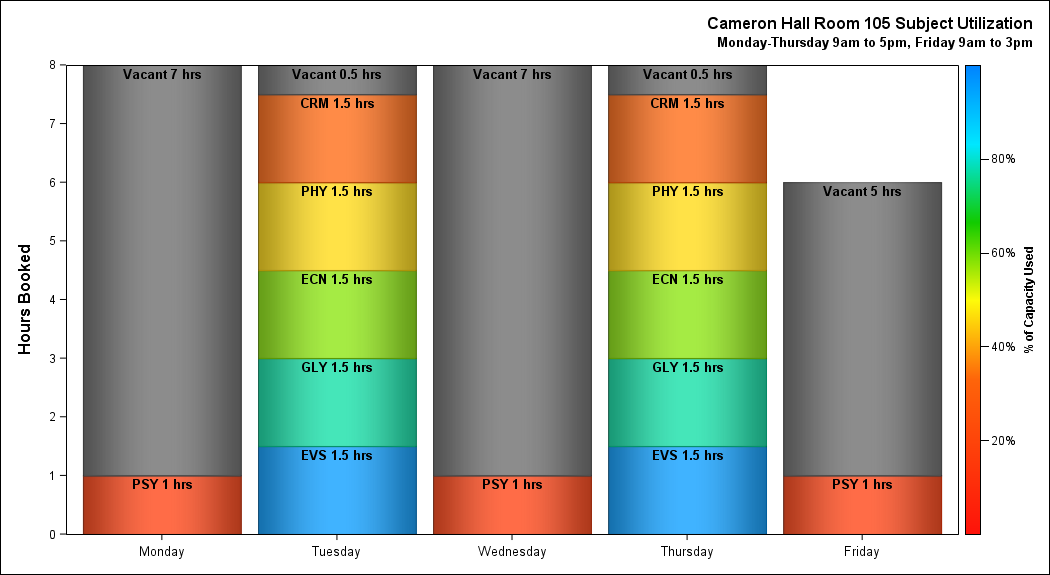 Cameron Hall Room 105 Subject Utilization
Monday-Thursday 9am to 5pm, Friday 9am to 3pm
Hours Booked
8
7
6
5
4
3
2
1
0
Vacant 7 hrs
PSY 1 hrs
Vacant 0.5 hrs
CRM 1.5 hrs
PHY 1.5 hrs
ECN 1.5 hrs
GLY 1.5 hrs
EVS 1.5 hrs
Vacant 7 hrs
PSY 1 hrs
Vacant 0.5 hrs
CRM 1.5 hrs
PHY 1.5 hrs
ECN 1.5 hrs
GLY 1.5 hrs
EVS 1.5 hrs
Vacant 5 hrs
PSY 1 hrs
Monday
Tuesday
Wednesday
Thursday
Friday
80%
60%
40%
20%
% of Capacity Used